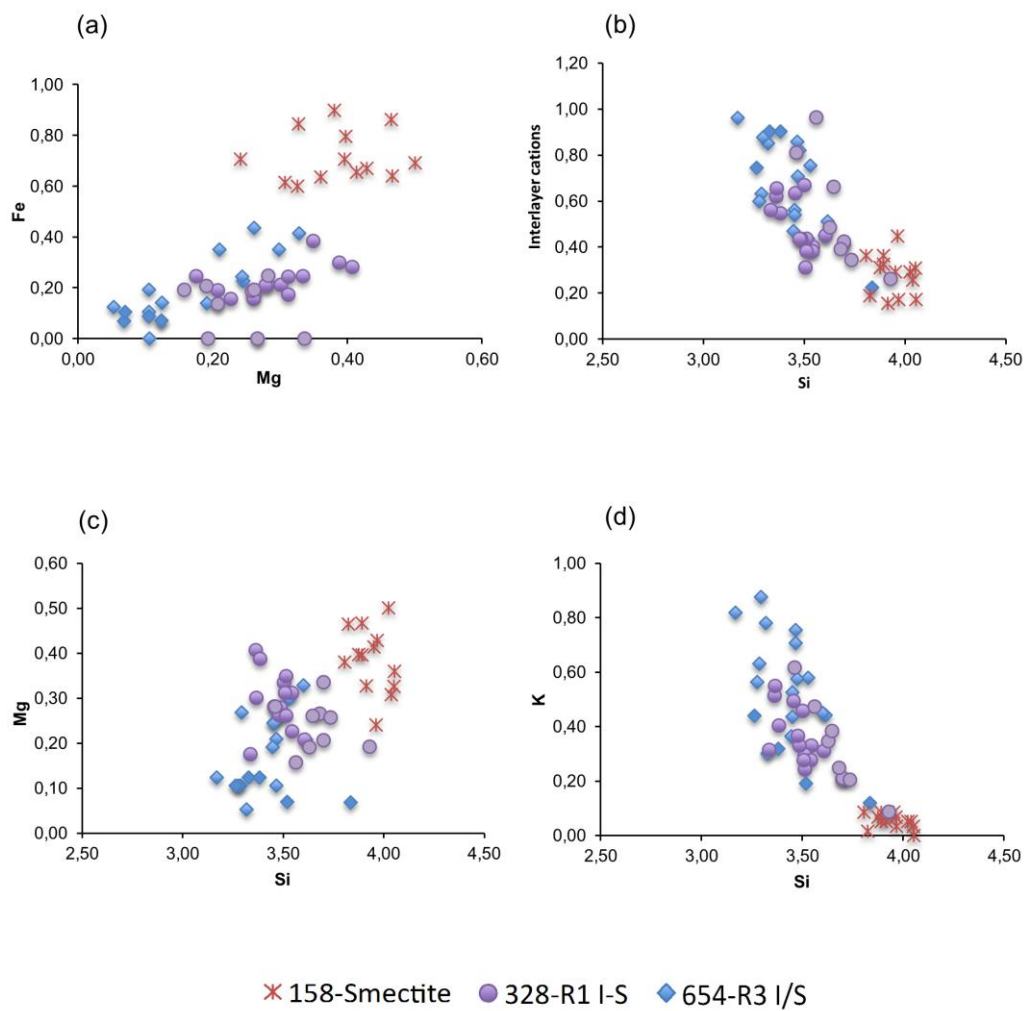 (a)
1,00
0,80
0,60
0,40
0,20
0,00
Fe
0,00 0,20 0,40 0,60
Mg
(b)
1,20
1,00
0,80
0,60
0,40
0,20
0,00
Interlayer cations
2,50 3,00 3,50 4,00 4,50
Si
(c)
0,60
0,50
0,40
0,30
0,20
0,10
0,00
Mg
2,50 3,00 3,50 4,00 4,50
Si
(d)
1,00
0,80
0,60
0,40
0,20
0,00
K
2,50 3,00 3,50 4,00 4,50
Si
158-Smectite 328-R1 I-S 654-R3 I/S